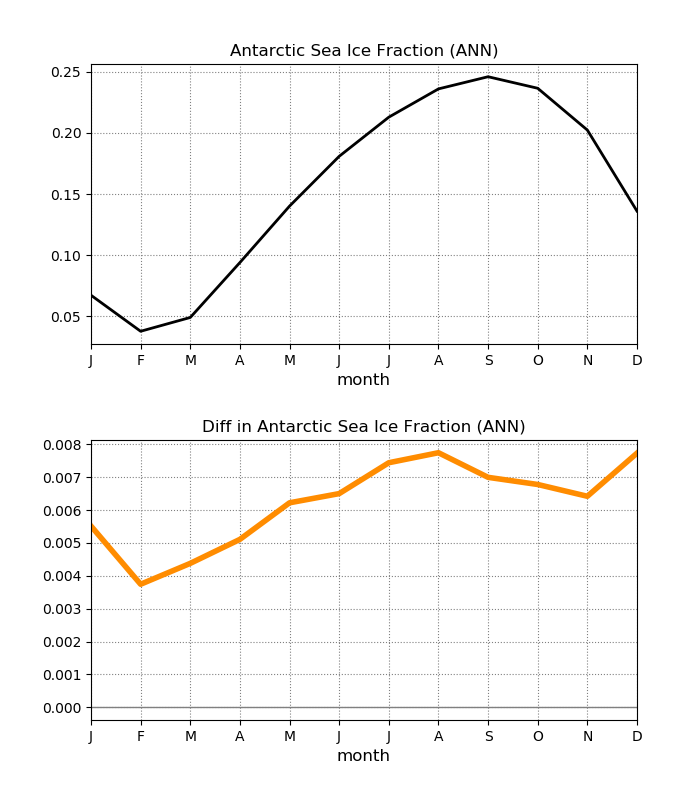 Antarctic Sea Ice Fraction (ANN)
0.25
0.20
0.15
0.10
0.05
J F M A M J J A S O N D
month
Diff in Antarctic Sea Ice Fraction (ANN)
0.008
0.007
0.006
0.005
0.004
0.003
0.002
0.001
0.000
J F M A M J J A S O N D
month